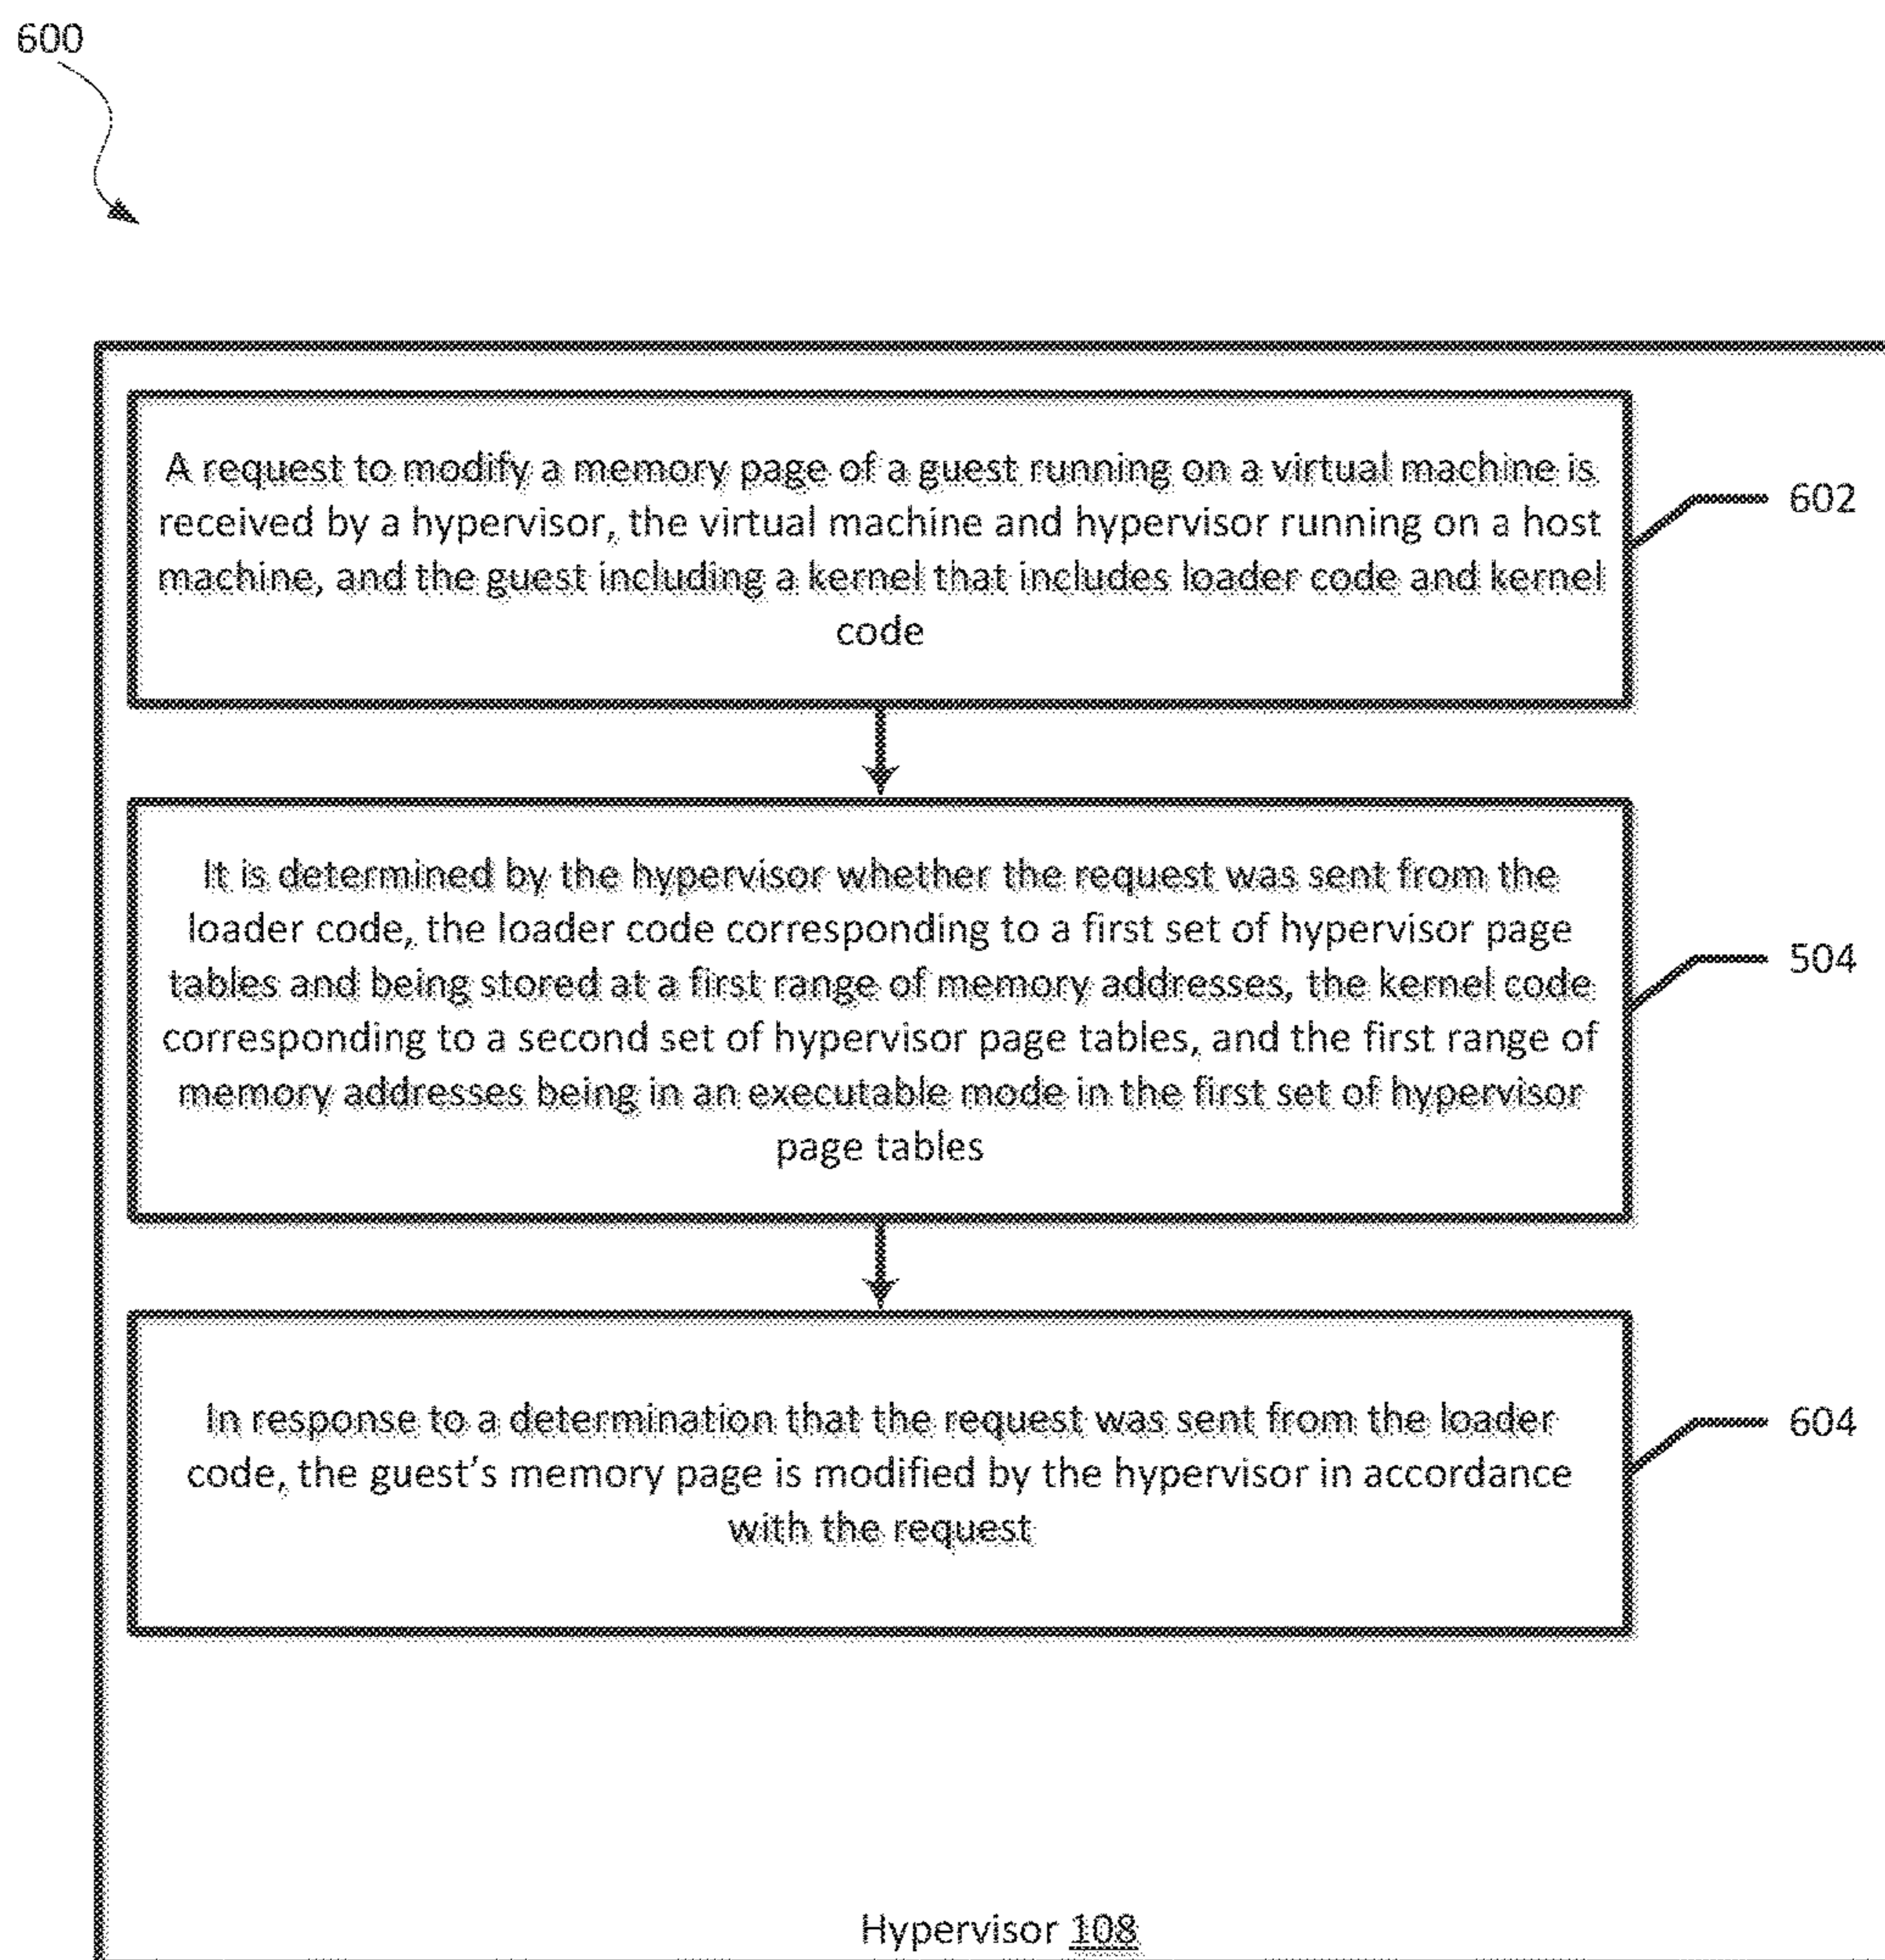 600
A request to modify a memory page of a guest running on a virtual machine is
received by a hypervisor, the virtual machine and hypervisor running on a host
machine, and the guest including a kernel that includes loader code and kernel
code
602
It is determined by the hypervisor whether the request was sent from the
loader code, the loader code corresponding to a first set of hypervisor page
tables and being stored at a first range of memory addresses, the kernel code
corresponding to a second set of hypervisor page tables, and the first range of
memory addresses being in an executable mode in the first set of hypervisor
page tables
504
In response to a determination that the request was sent from the loader
code, the guest's memory page is modified by the hypervisor in accordance
with the request
604
Hypervisor 108